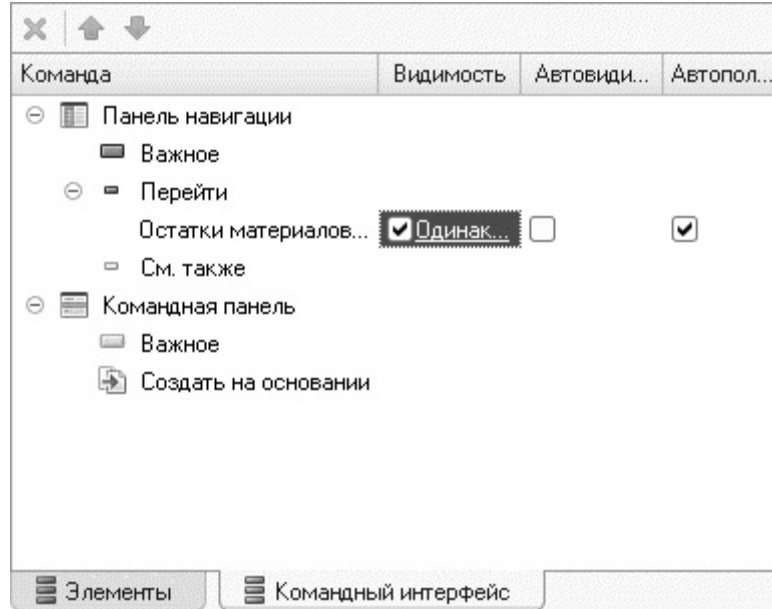 Команда Видимость Автовиди... Автопол...
Панель навигации
Важное
Перейти
Остатки материалов... Одинак...
См. также
Командная панель
Важное
Создать на основании
Элементы Командный интерфейс